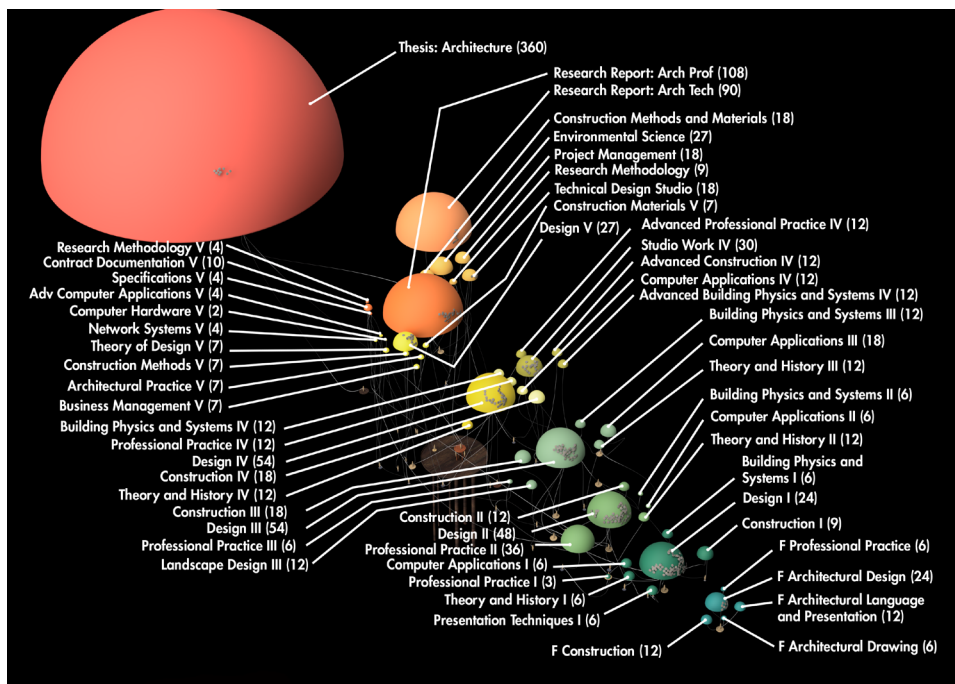 Thesis: Architecture (360)
Research Report: Arch Prof (108)
Research Report: Arch Tech (90)
Construction Methods and Materials (18)
Environmental Science (27)
Project Management (18)
Research Methodology (9)
Technical Design Studio (18)
Construction Materials V (7)
Design V (27)
Advanced Professional Practice IV (12)
Studio Work IV (30)
Advanced Construction IV (12)
Computer Applications IV (12)
Advanced Building Physics and Systems IV (12)
Building Physics and Systems III (12)
Computer Applications III (18)
Theory and History III (12)
Building Physics and Systems II (6)
Computer Applications II (6)
Theory and History II (12)
Building Physics and
Systems I (6)
Design I (24)
Construction I (9)
F Professional Practice (6)
F Architectural Design (24)
F Architectural Language
and Presentation (12)
F Architectural Drawing (6)
Research Methodology V (4)
Contract Documentation V (10)
Specifications V (4)
Adv Computer Applications V (4)
Computer Hardware V (2)
Network Systems V (4)
Theory of Design V (7)
Construction Methods V (7)
Architectural Practice V (7)
Business Management V (7)
Building Physics and Systems IV (12)
Professional Practice IV (12)
Design IV (54)
Construction IV (18)
Theory and History IV (12)
Construction III (18)
Design III (54)
Professional Practice III (6)
Landscape Design III (12)
Construction II (12)
Design II (48)
Professional Practice II (36)
Computer Applications I (6)
Professional Practice I (3)
Theory and History I (6)
Presentation Techniques I (6)
F Construction (12)